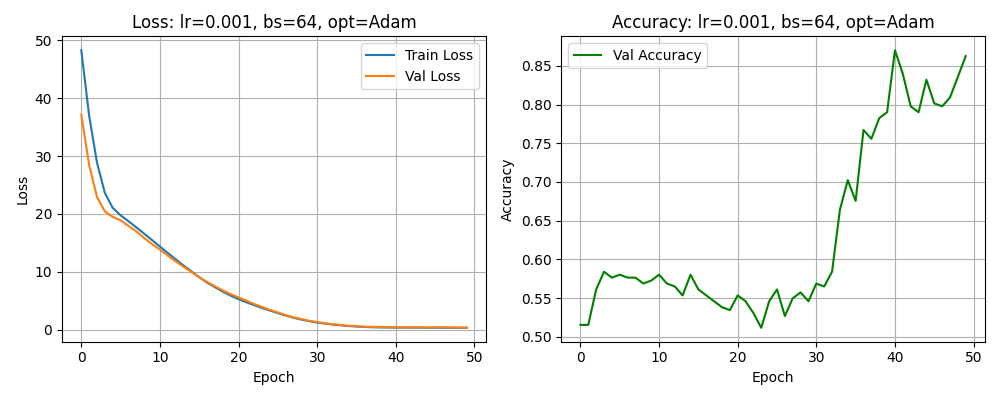 Loss: lr=0.001, bs=64, opt=Adam
50
40
30
20
10
0
Loss
Train Loss
Val Loss
0 10 20 30 40 50
Epoch
Accuracy: lr=0.001, bs=64, opt=Adam
0.85
0.80
0.75
0.70
0.65
0.60
0.55
0.50
Accuracy
Val Accuracy
0 10 20 30 40 50
Epoch